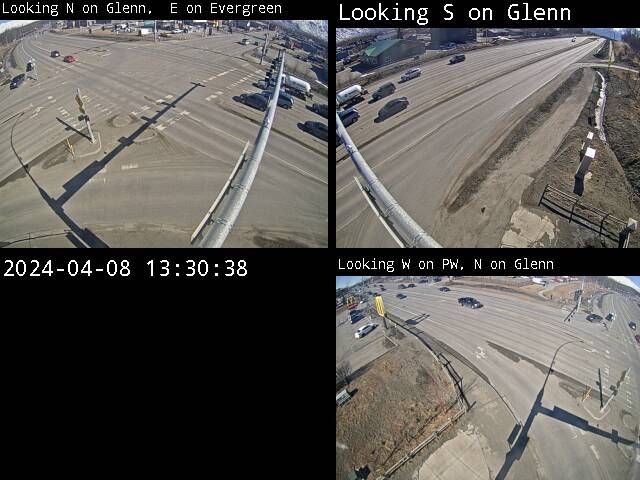 Looking N on Glenn,  E on Evergreen
Looking S on Glenn
2024-04-08 13:30:38
Looking W on PW, N on Glenn